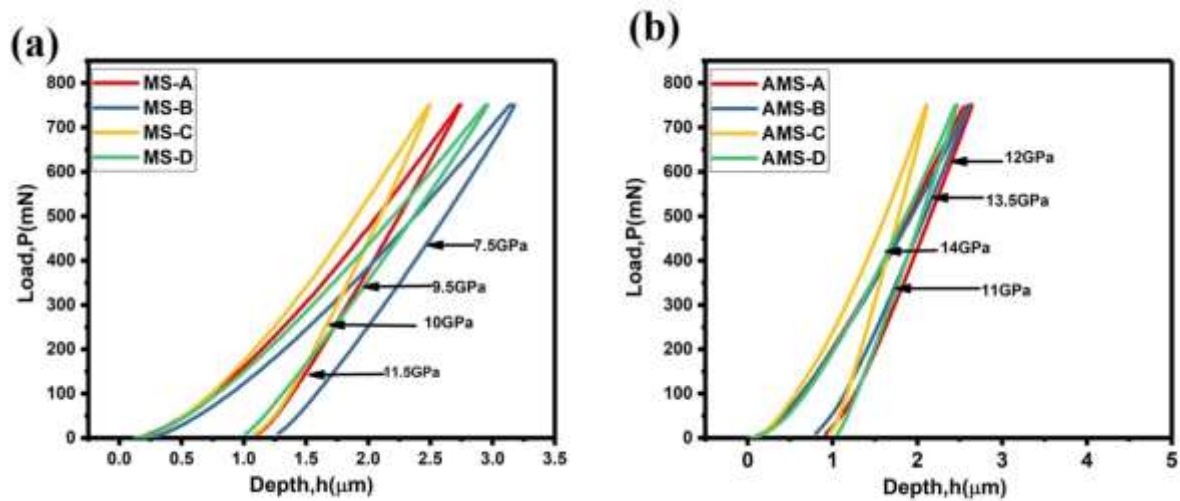 (a)
MS-A
MS-B
MS-C
MS-D
800
700
600
500
400
300
200
100
0
Load,P(mN)
7.5GPa
9.5GPa
10GPa
11.5GPa
0.0 0.5 1.0 1.5 2.0 2.5 3.0 3.5
Depth,h(μm)
(b)
AMS-A
AMS-B
AMS-C
AMS-D
800
700
600
500
400
300
200
100
0
Load,P(mN)
12GPa
13.5GPa
14GPa
11GPa
0 1 2 3 4 5
Depth,h(μm)